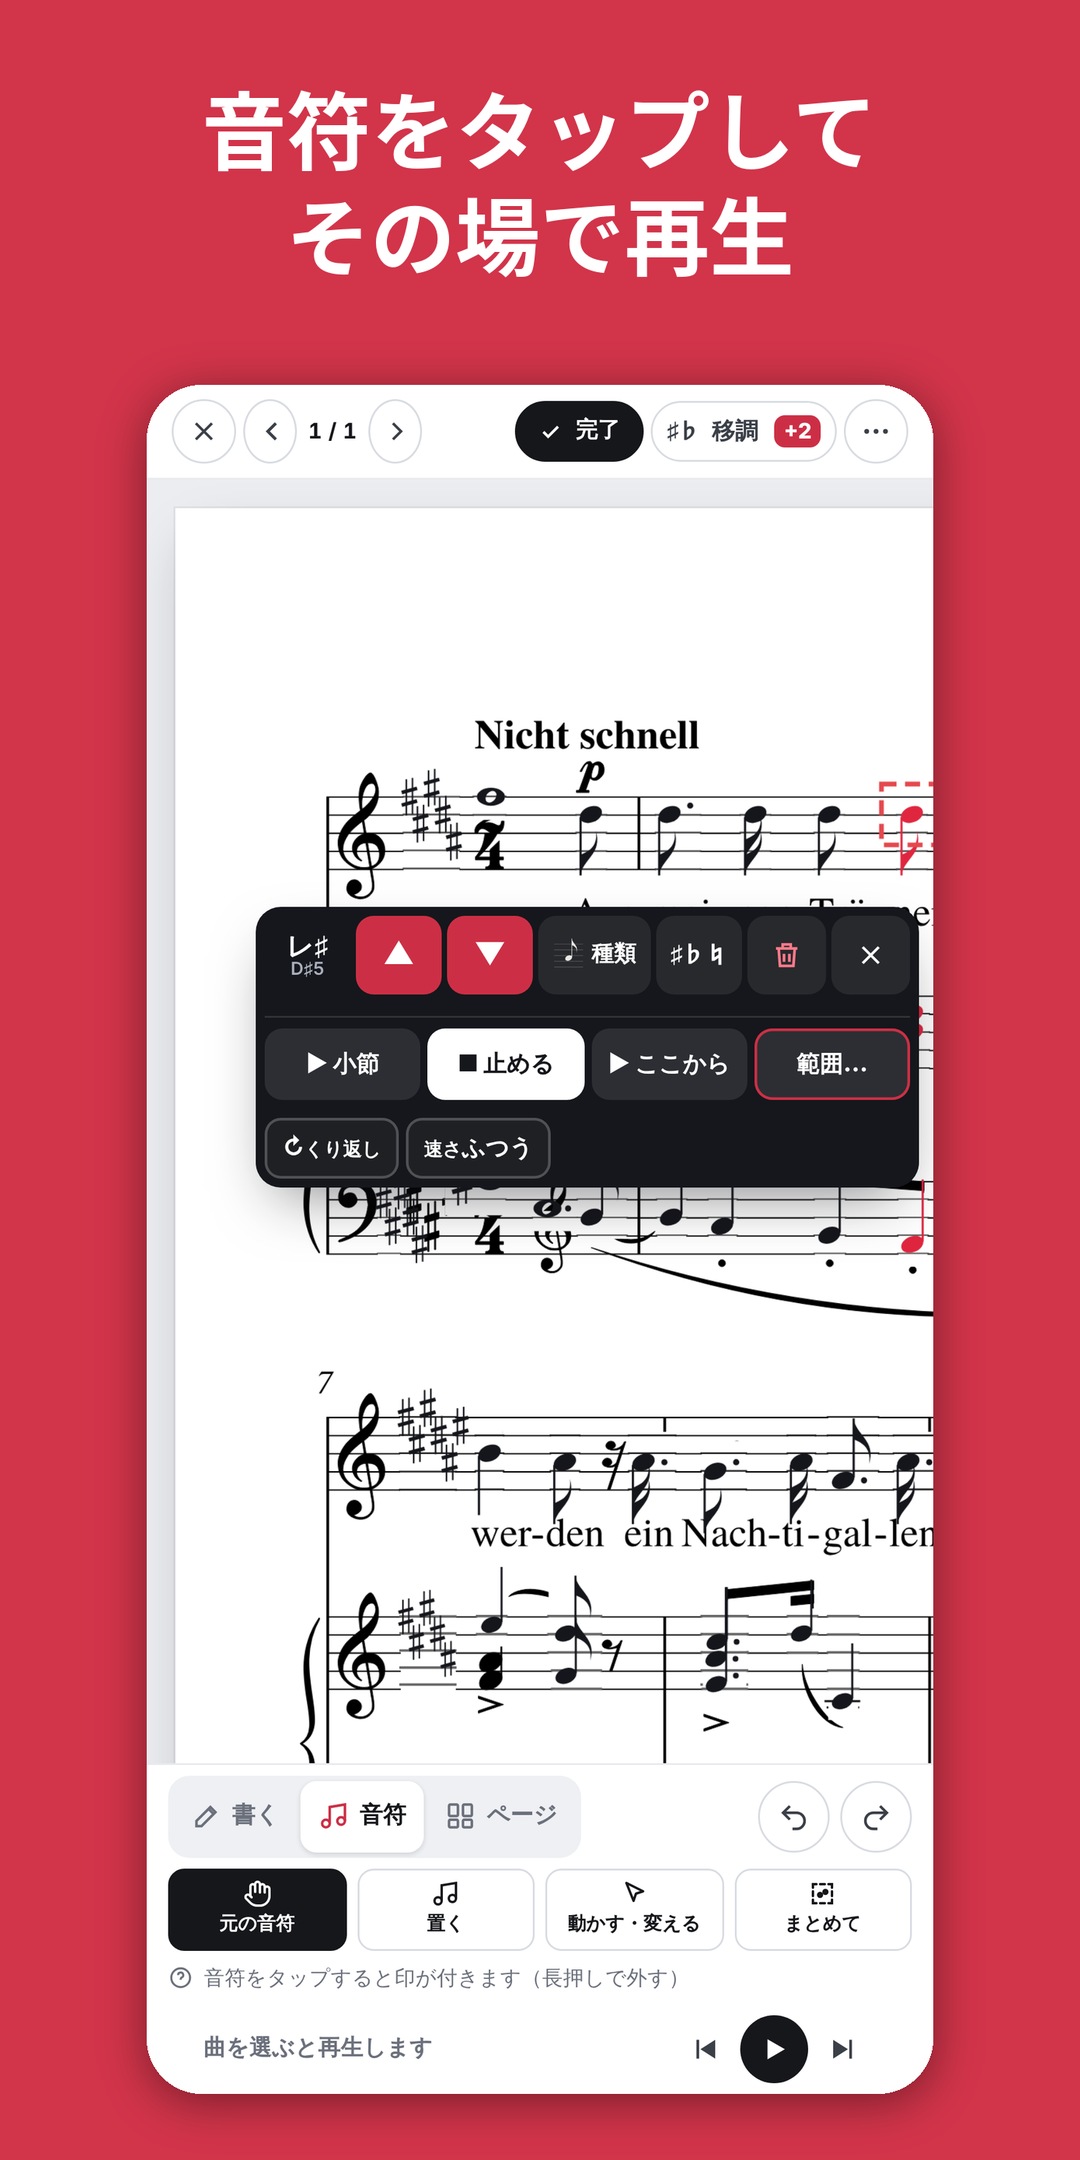 音符をタップして
その場で再生
1 / 1
完了
♯♭ 移調 +2
Nicht schnell
p
レ♯
D♯5
種類
♯♭♮
小節
止める
ここから
範囲...
くり返し
速さふつう
4
7
wer-den ein Nach-ti-gal-len
書く
音符
ページ
元の音符
置く
動かす・変える
まとめて
音符をタップすると印が付きます（長押しで外す）
曲を選ぶと再生します